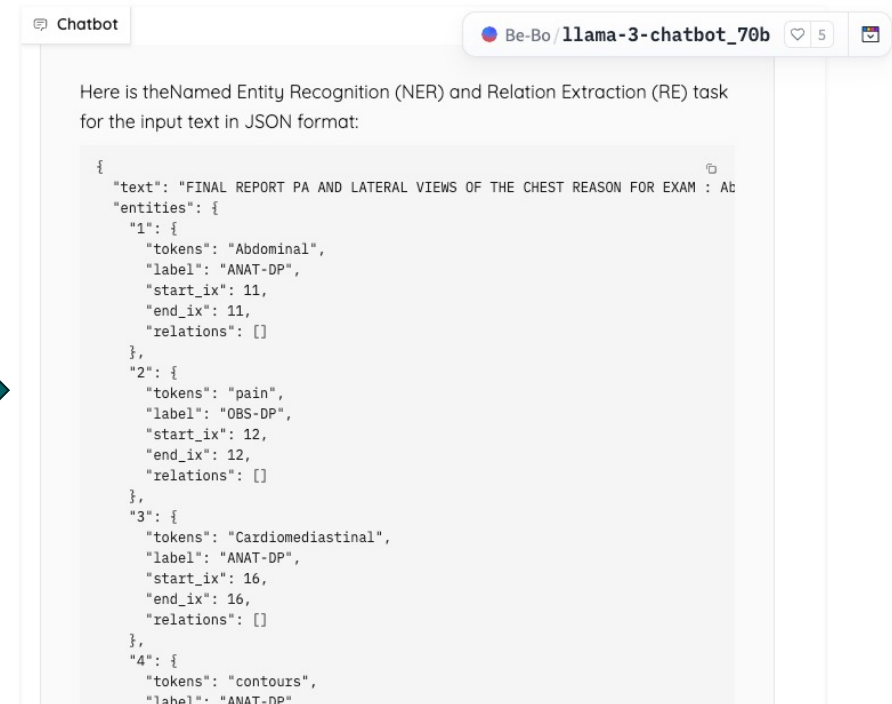 Chatbot
Be-Bo/llama-3-chatbot_70b 5
Here is theNamed Entity Recognition (NER) and Relation Extraction (RE) task
for the input text in JSON format:
{
"text": "FINAL REPORT PA AND LATERAL VIEWS OF THE CHEST REASON FOR EXAM : Ab
"entities": {
"1": {
"tokens": "Abdominal",
"label": "ANAT-DP",
"start_ix": 11,
"end_ix": 11,
"relations": []
},
"2": {
"tokens": "pain",
"label": "OBS-DP",
"start_ix": 12,
"end_ix": 12,
"relations": []
},
"3": {
"tokens": "Cardiomediastinal",
"label": "ANAT-DP",
"start_ix": 16,
"end_ix": 16,
"relations": []
},
"4": {
"tokens": "contours",
"label": "ANAT-DP"